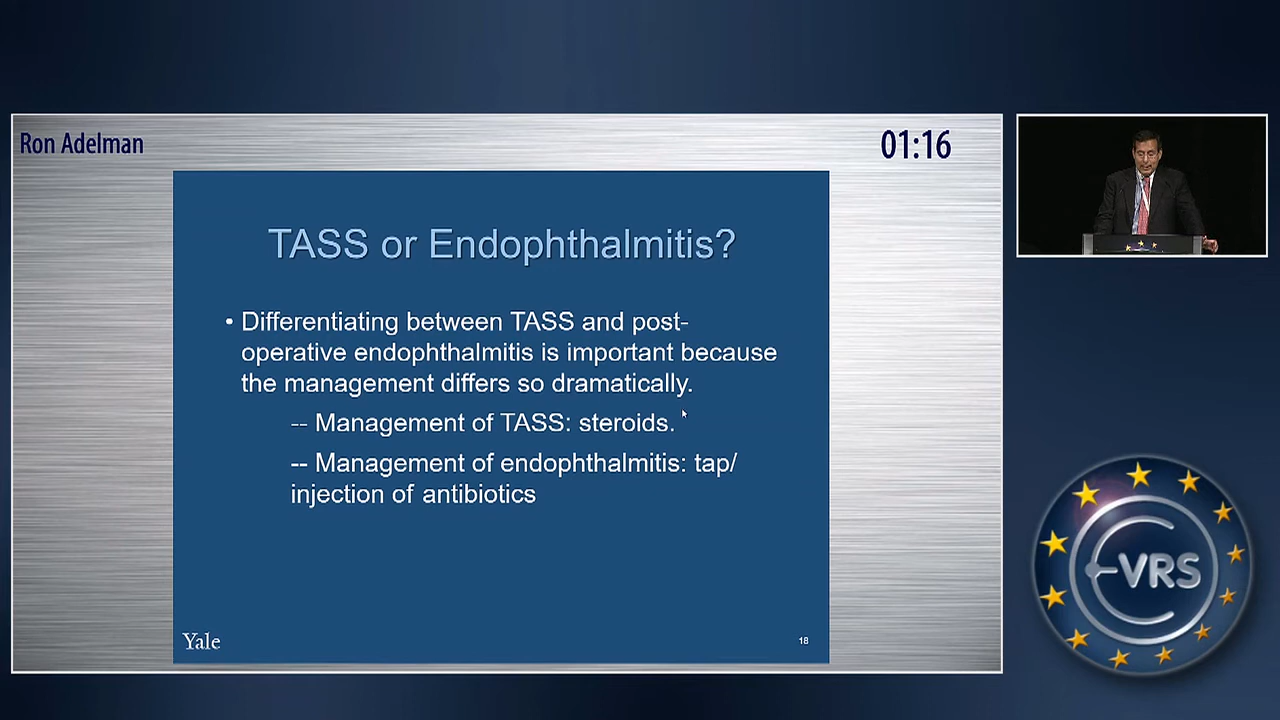 Ron Adelman
01:16
TASS or Endophthalmitis?
• Differentiating between TASS and post-
operative endophthalmitis is important because
the management differs so dramatically.
-- Management of TASS: steroids.
-- Management of endophthalmitis: tap/
injection of antibiotics
Yale
18
E-VRS